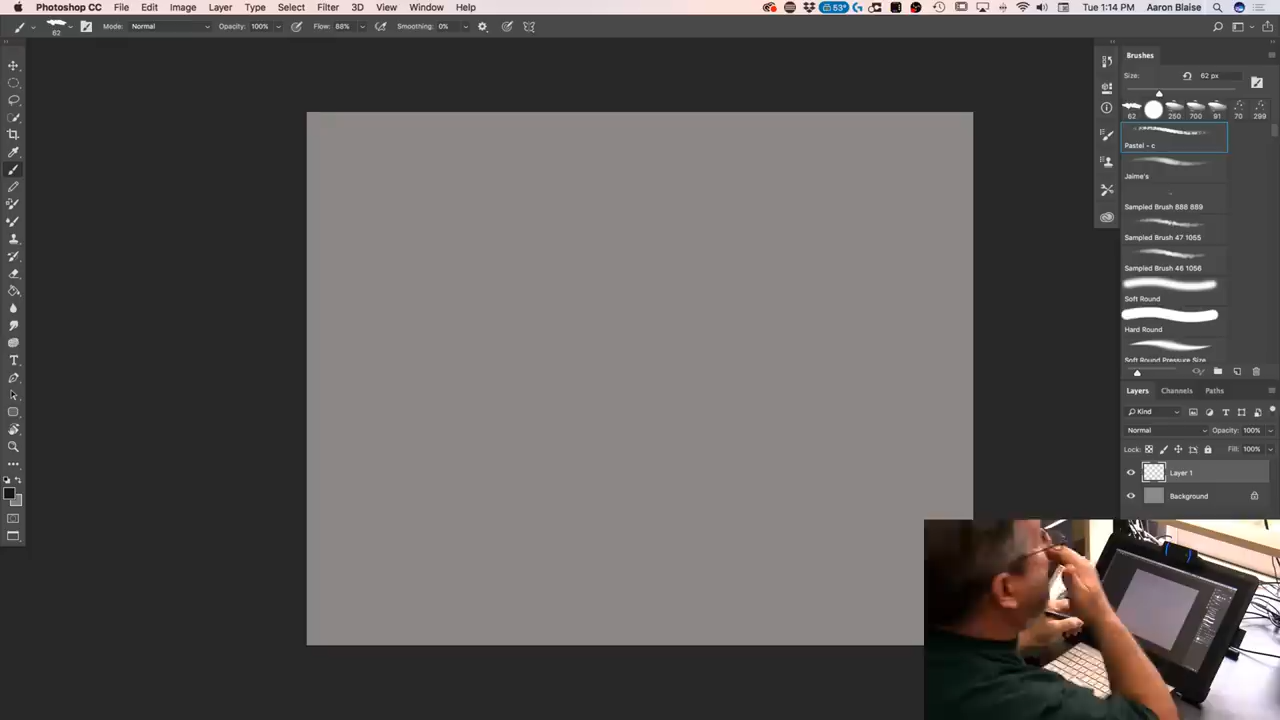 Photoshop CC File Edit Image Layer Type Select Filter 3D View Window Help 53° Tue 1:14 PM Aaron Blaise
62 Mode: Normal Opacity: 100% Flow: 88% Smoothing: 0%
Brushes
Size: 62 px
62 250 700 91 70 299
Pastel - c
Jaime's
Sampled Brush 888 889
Sampled Brush 47 1055
Sampled Brush 46 1056
Soft Round
Hard Round
Soft Round Pressure Size
Layers Channels Paths
Kind
Normal Opacity: 100%
Lock: Fill: 100%
Layer 1
Background